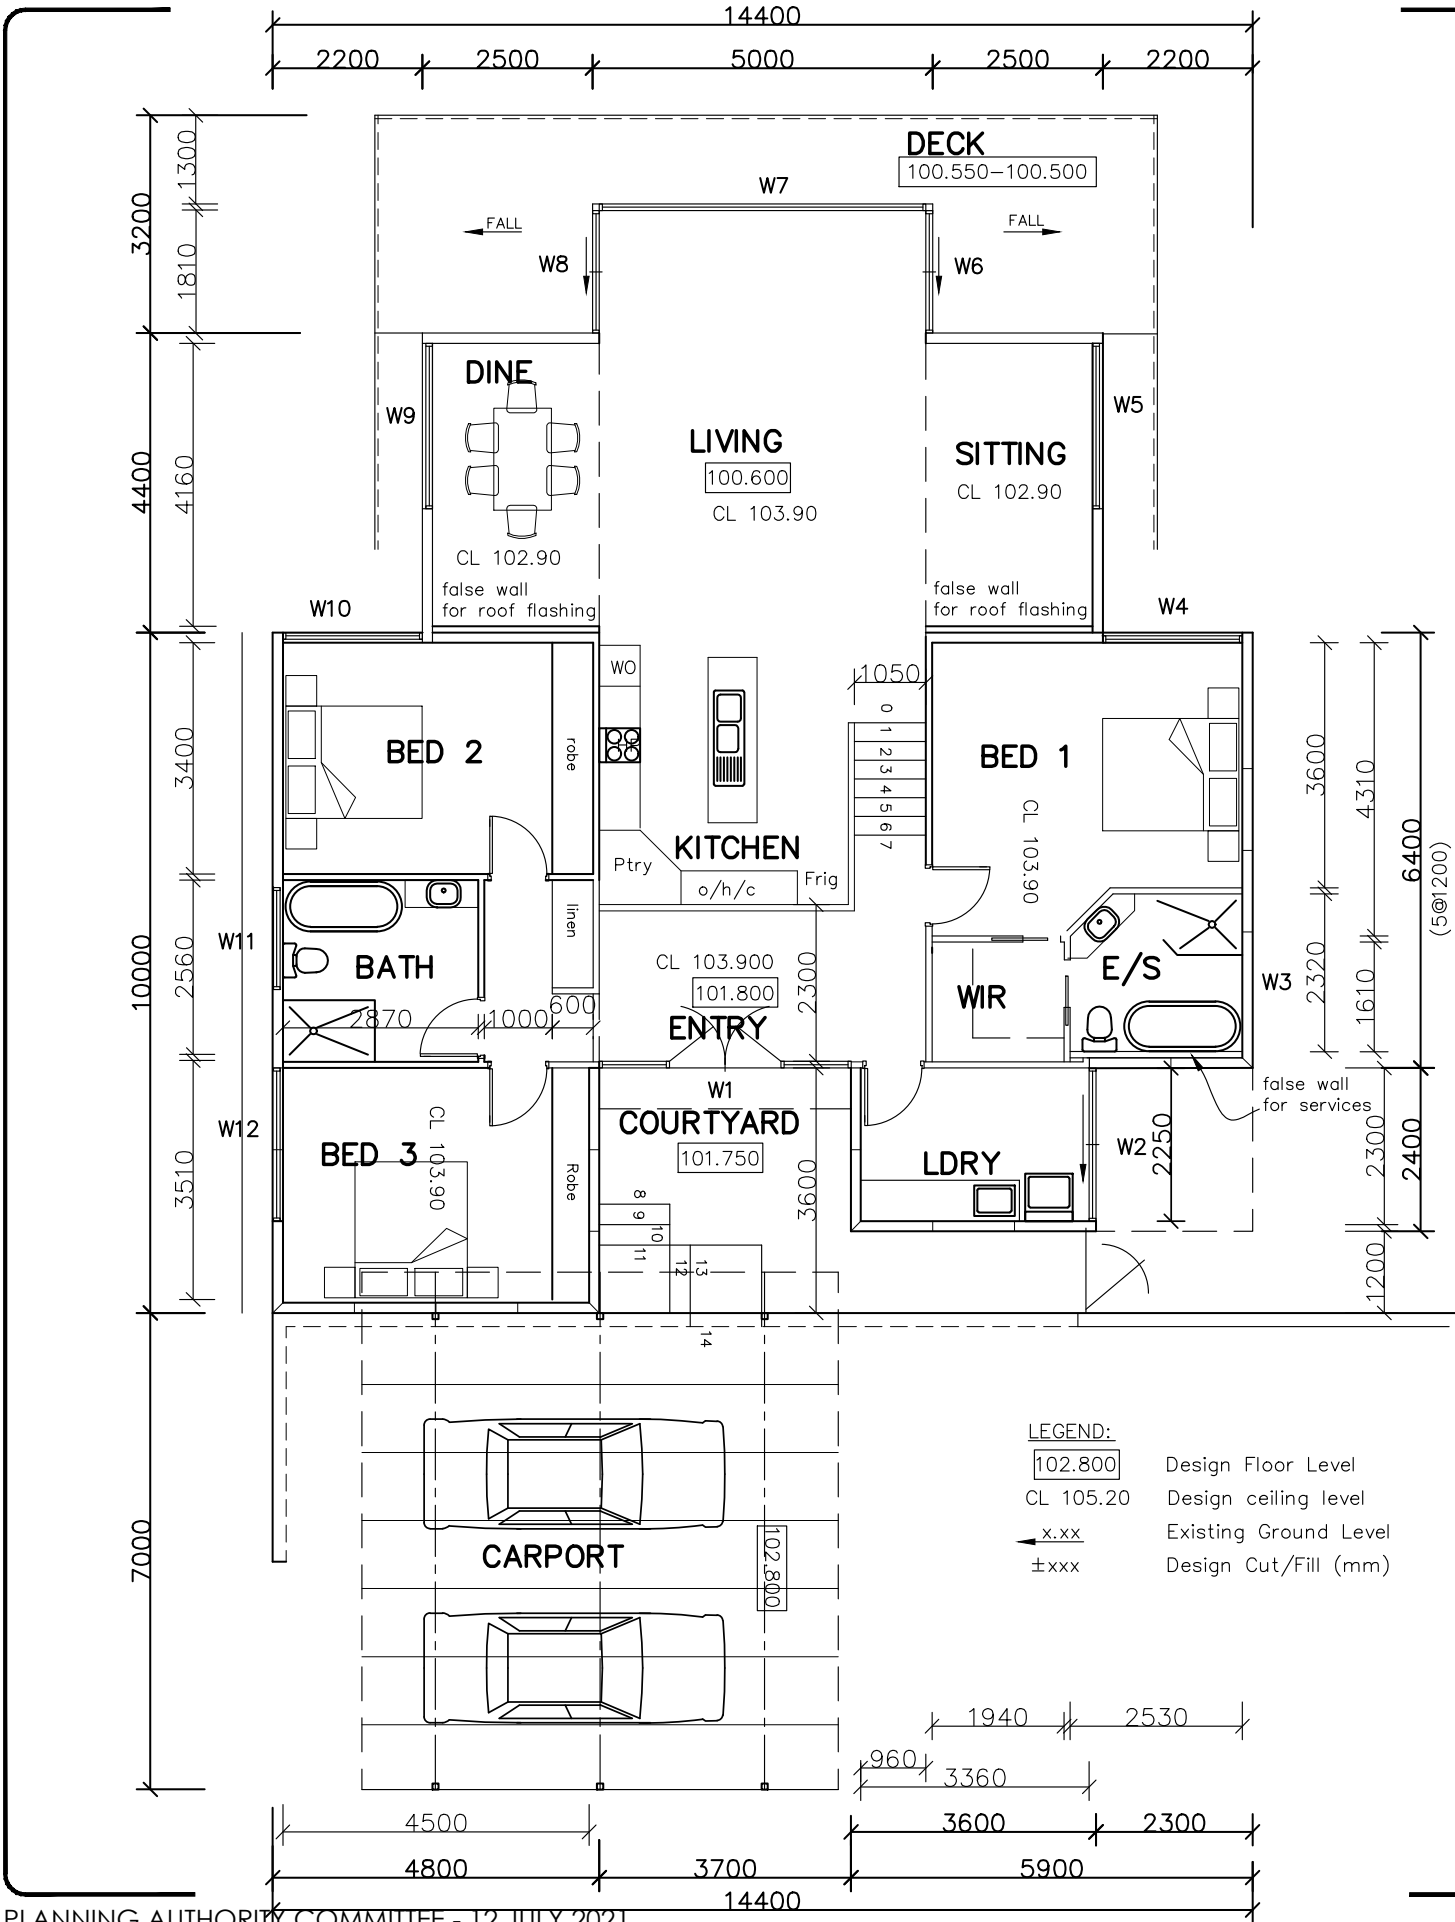 14400
2200 2500 5000 2500 2200
DECK
100.550-100.500
1300
3200
1810
W7
FALL
FALL
W8
W6
DINE
W9
W5
4400
4160
LIVING
100.600
CL 103.90
SITTING
CL 102.90
CL 102.90
false wall
for roof flashing
false wall
for roof flashing
W10
W4
WO
1050
0
1
2
3
4
5
6
7
3400
BED 2
robe
BED 1
CL 103.90
3600
4310
6400
(5@1200)
KITCHEN
Ptry
o/h/c
Frig
10000
2560
W11
BATH
linen
CL 103.900
101.800
2300
ENTRY
2870
1000
600
WIR
E/S
W3
2320
1610
W1
COURTYARD
101.750
false wall
for services
W12
BED 3
CL 103.90
Robe
3510
3600
LDRY
W2
2250
2300
2400
1200
8
9
10
11
12
13
14
7000
CARPORT
102.800
LEGEND:
102.800 Design Floor Level
CL 105.20 Design ceiling level
x.xx Existing Ground Level
±xxx Design Cut/Fill (mm)
1940 2530
960
3360
4500
3600 2300
4800 3700 5900
14400
PLANNING AUTHORITY COMMITTEE - 12 JULY 2021